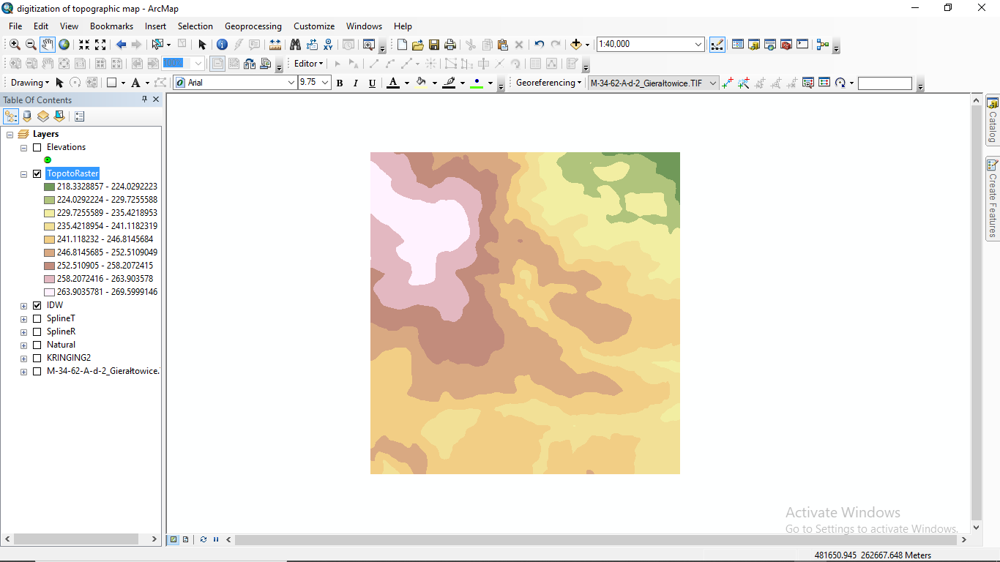 digitization of topographic map - ArcMap
File Edit View Bookmarks Insert Selection Geoprocessing Customize Windows Help
1:40,000
100%
Editor
Drawing Arial 9.75 B I U A Georeferencing M-34-62-A-d-2_Gierałtowice.TIF
Table Of Contents
Layers
Elevations
TopotoRaster
218.3328857 - 224.0292223
224.0292224 - 229.7255588
229.7255589 - 235.4218953
235.4218954 - 241.1182319
241.118232 - 246.8145684
246.8145685 - 252.5109049
252.510905 - 258.2072415
258.2072416 - 263.903578
263.9035781 - 269.5999146
IDW
SplineT
SplineR
Natural
KRINGING2
M-34-62-A-d-2_Gierałtowice.
Catalog
Create Features
Activate Windows
Go to Settings to activate Windows.
481650.945 262667.648 Meters